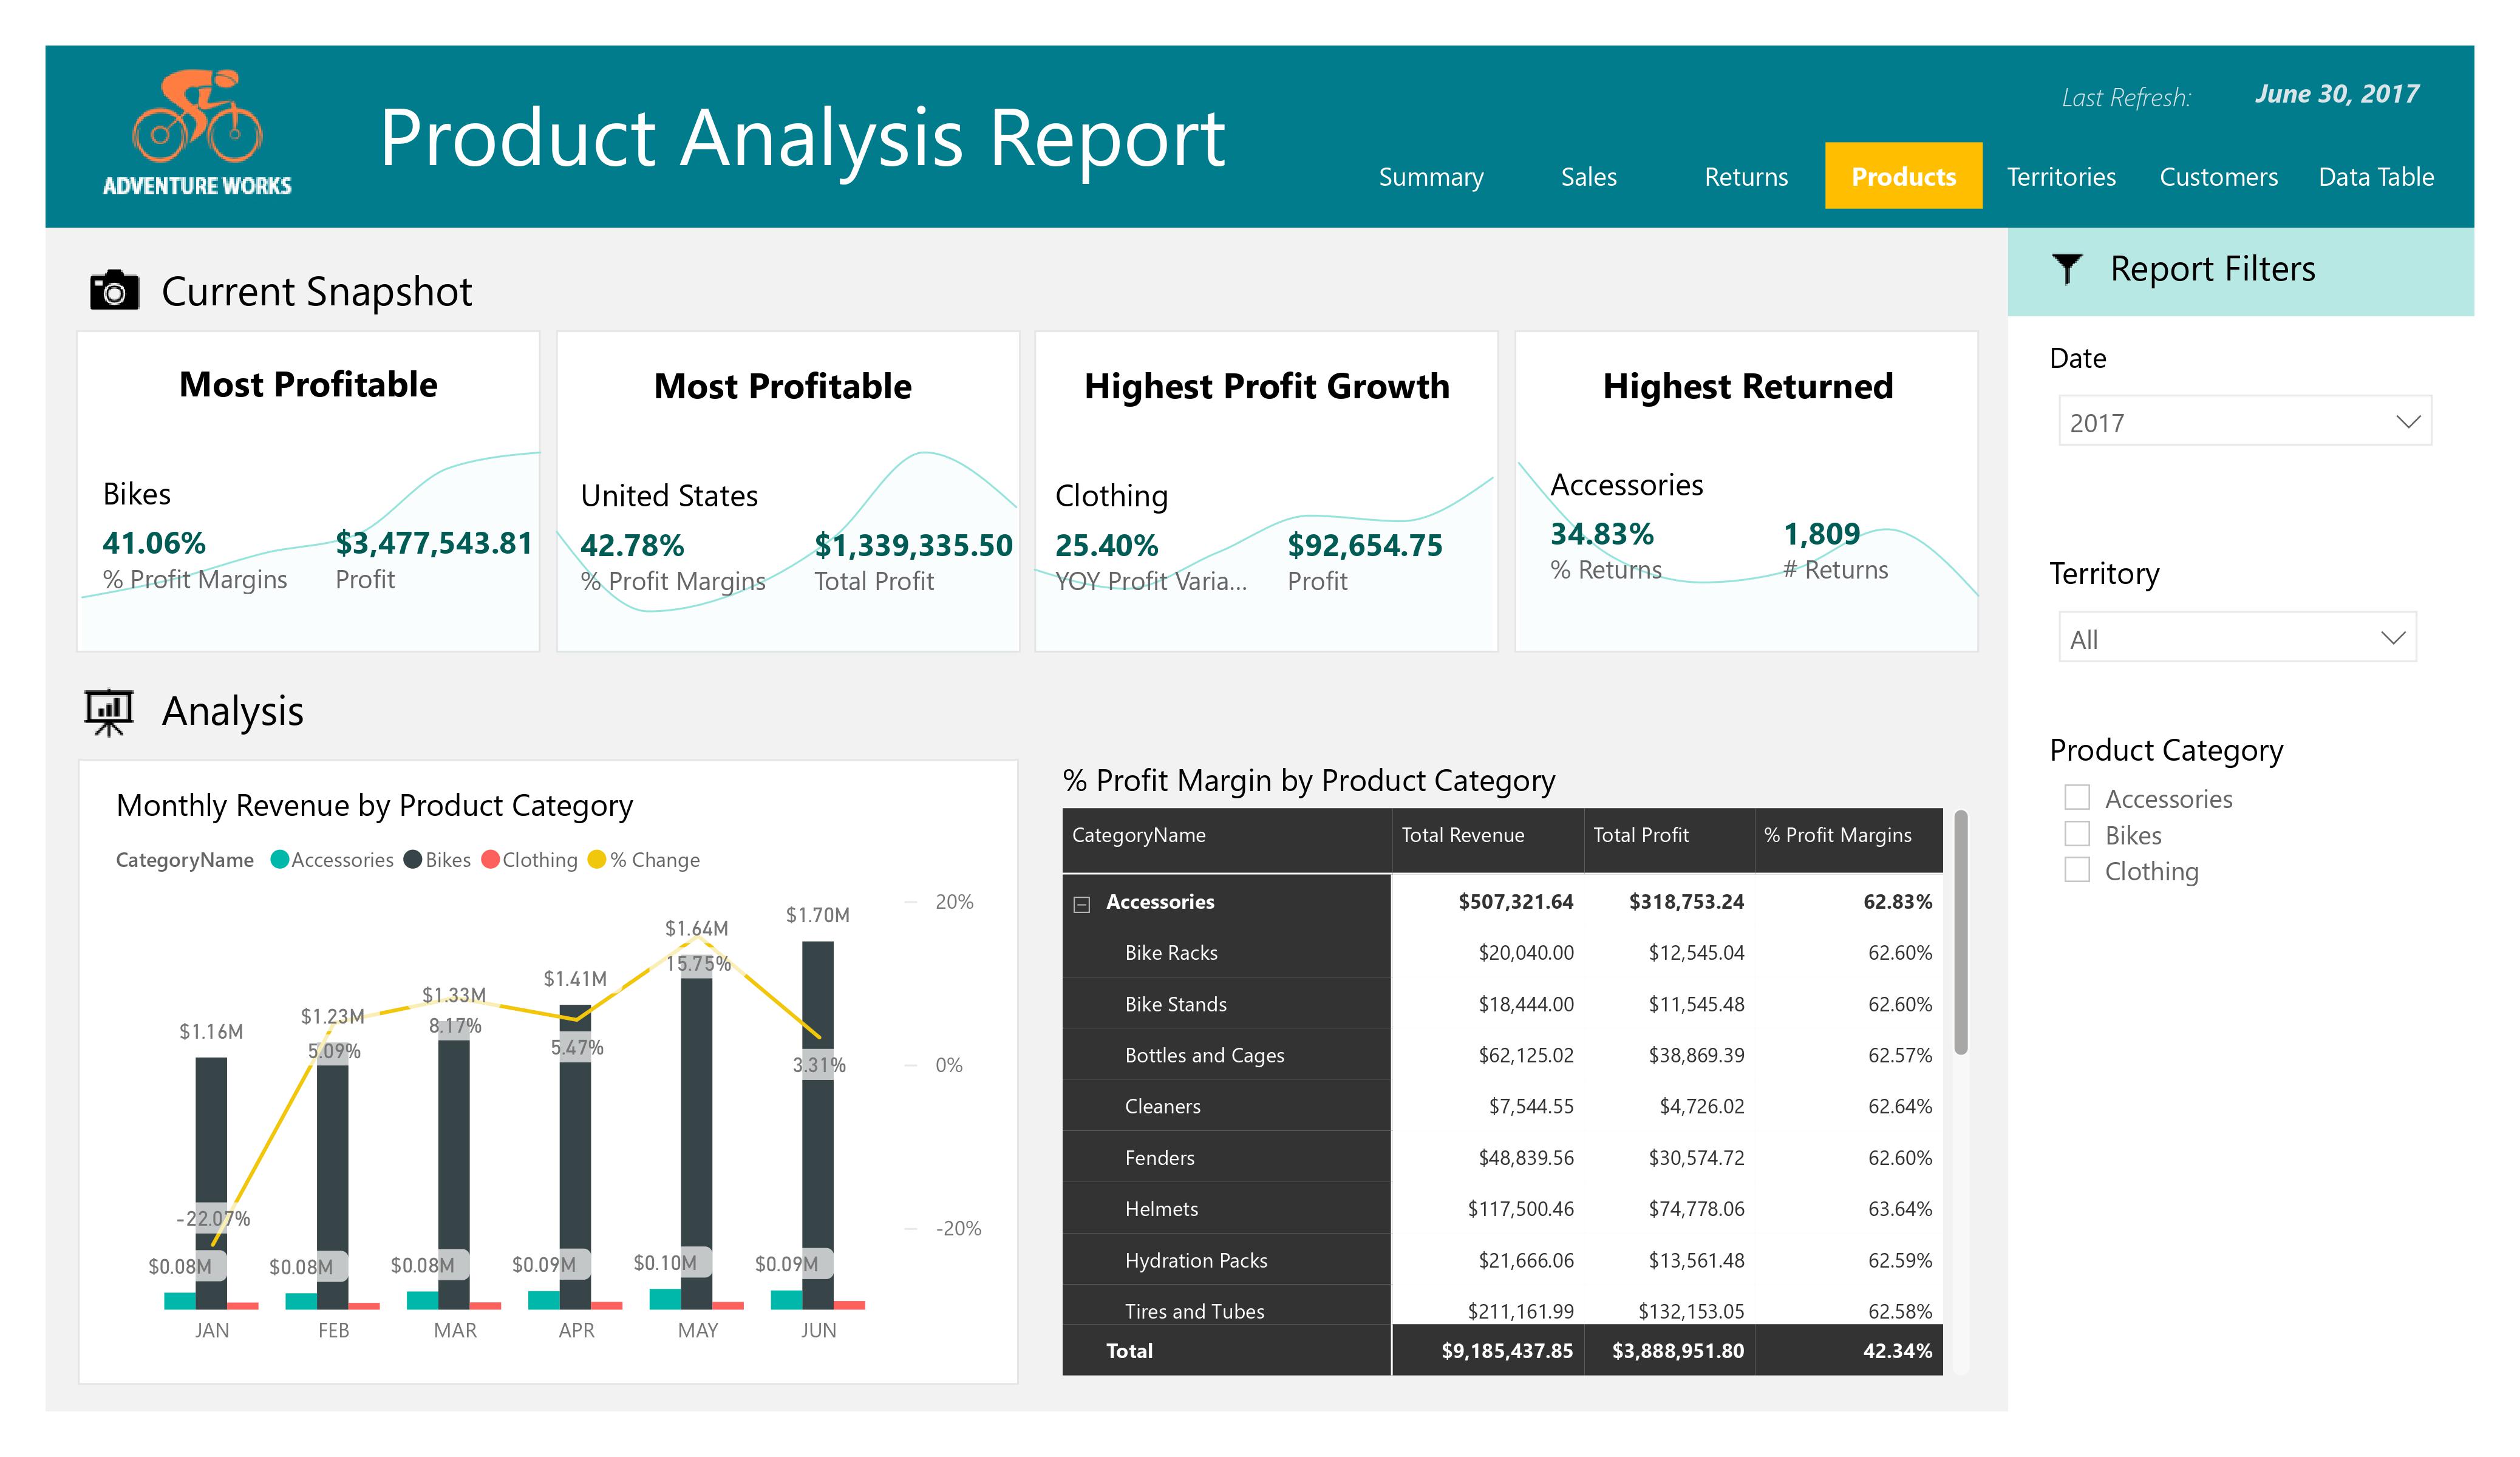 ADVENTURE WORKS
Product Analysis Report
Last Refresh: June 30, 2017
Summary Sales Returns Products Territories Customers Data Table
Current Snapshot
Most Profitable
Bikes
41.06% $3,477,543.81
% Profit Margins Profit
Most Profitable
United States
42.78% $1,339,335.50
% Profit Margins Total Profit
Highest Profit Growth
Clothing
25.40% $92,654.75
YOY Profit Varia... Profit
Highest Returned
Accessories
34.83% 1,809
% Returns # Returns
Report Filters
Date
2017
Territory
All
Product Category
Accessories
Bikes
Clothing
Analysis
Monthly Revenue by Product Category
CategoryName Accessories Bikes Clothing % Change
$1.16M $1.23M $1.33M $1.41M $1.64M $1.70M
-22.07% 5.09% 8.17% 5.47% 15.75% 3.31%
$0.08M $0.08M $0.08M $0.09M $0.10M $0.09M
20%
0%
-20%
JAN FEB MAR APR MAY JUN
% Profit Margin by Product Category
CategoryName Total Revenue Total Profit % Profit Margins
Accessories $507,321.64 $318,753.24 62.83%
Bike Racks $20,040.00 $12,545.04 62.60%
Bike Stands $18,444.00 $11,545.48 62.60%
Bottles and Cages $62,125.02 $38,869.39 62.57%
Cleaners $7,544.55 $4,726.02 62.64%
Fenders $48,839.56 $30,574.72 62.60%
Helmets $117,500.46 $74,778.06 63.64%
Hydration Packs $21,666.06 $13,561.48 62.59%
Tires and Tubes $211,161.99 $132,153.05 62.58%
Total $9,185,437.85 $3,888,951.80 42.34%